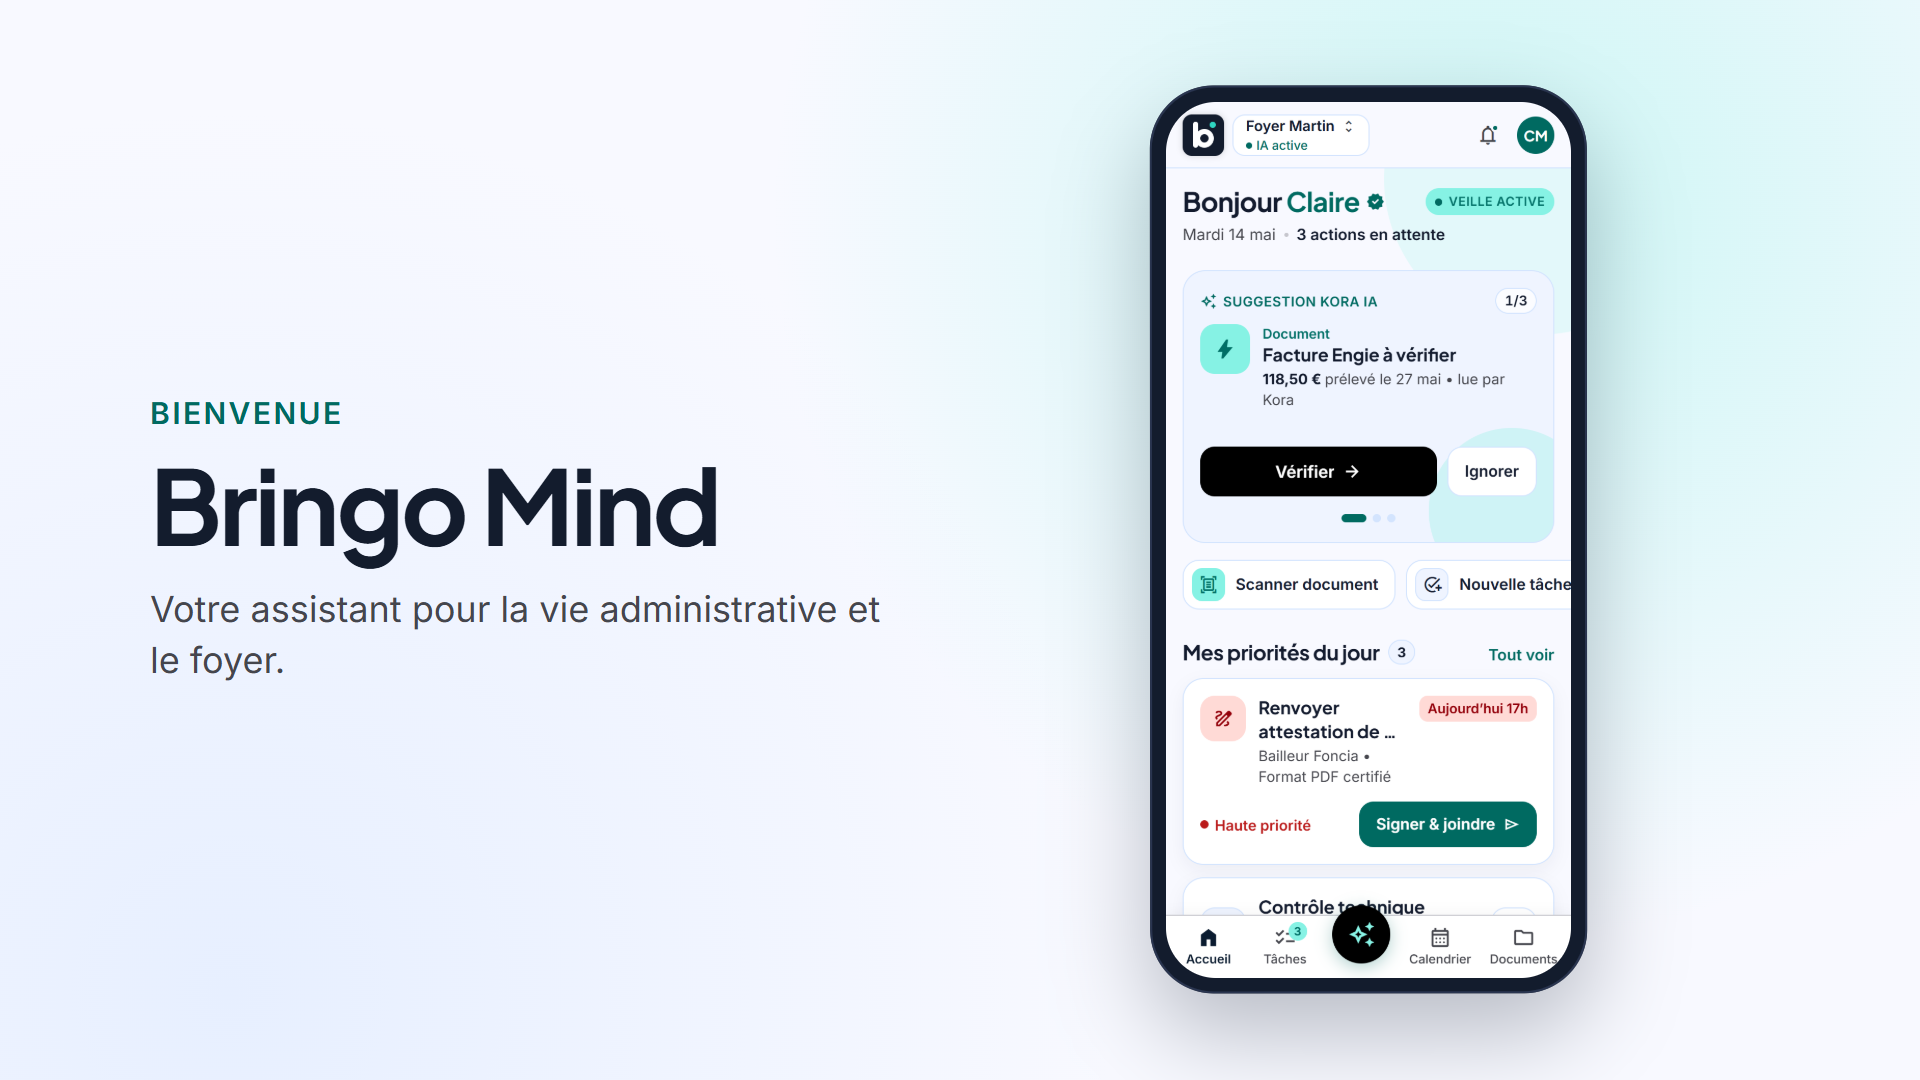 BIENVENUE
Bringo Mind
Votre assistant pour la vie administrative et
le foyer.
b
Foyer Martin
IA active
CM
Bonjour Claire
VEILLE ACTIVE
Mardi 14 mai • 3 actions en attente
SUGGESTION KORA IA
1/3
Document
Facture Engie à vérifier
118,50 € prélevé le 27 mai • lue par
Kora
Vérifier →
Ignorer
Scanner document
Nouvelle tâche
Mes priorités du jour
3
Tout voir
Renvoyer
attestation de ...
Aujourd'hui 17h
Bailleur Foncia •
Format PDF certifié
Haute priorité
Signer & joindre
Contrôle technique
Accueil
3
Tâches
Calendrier
Documents